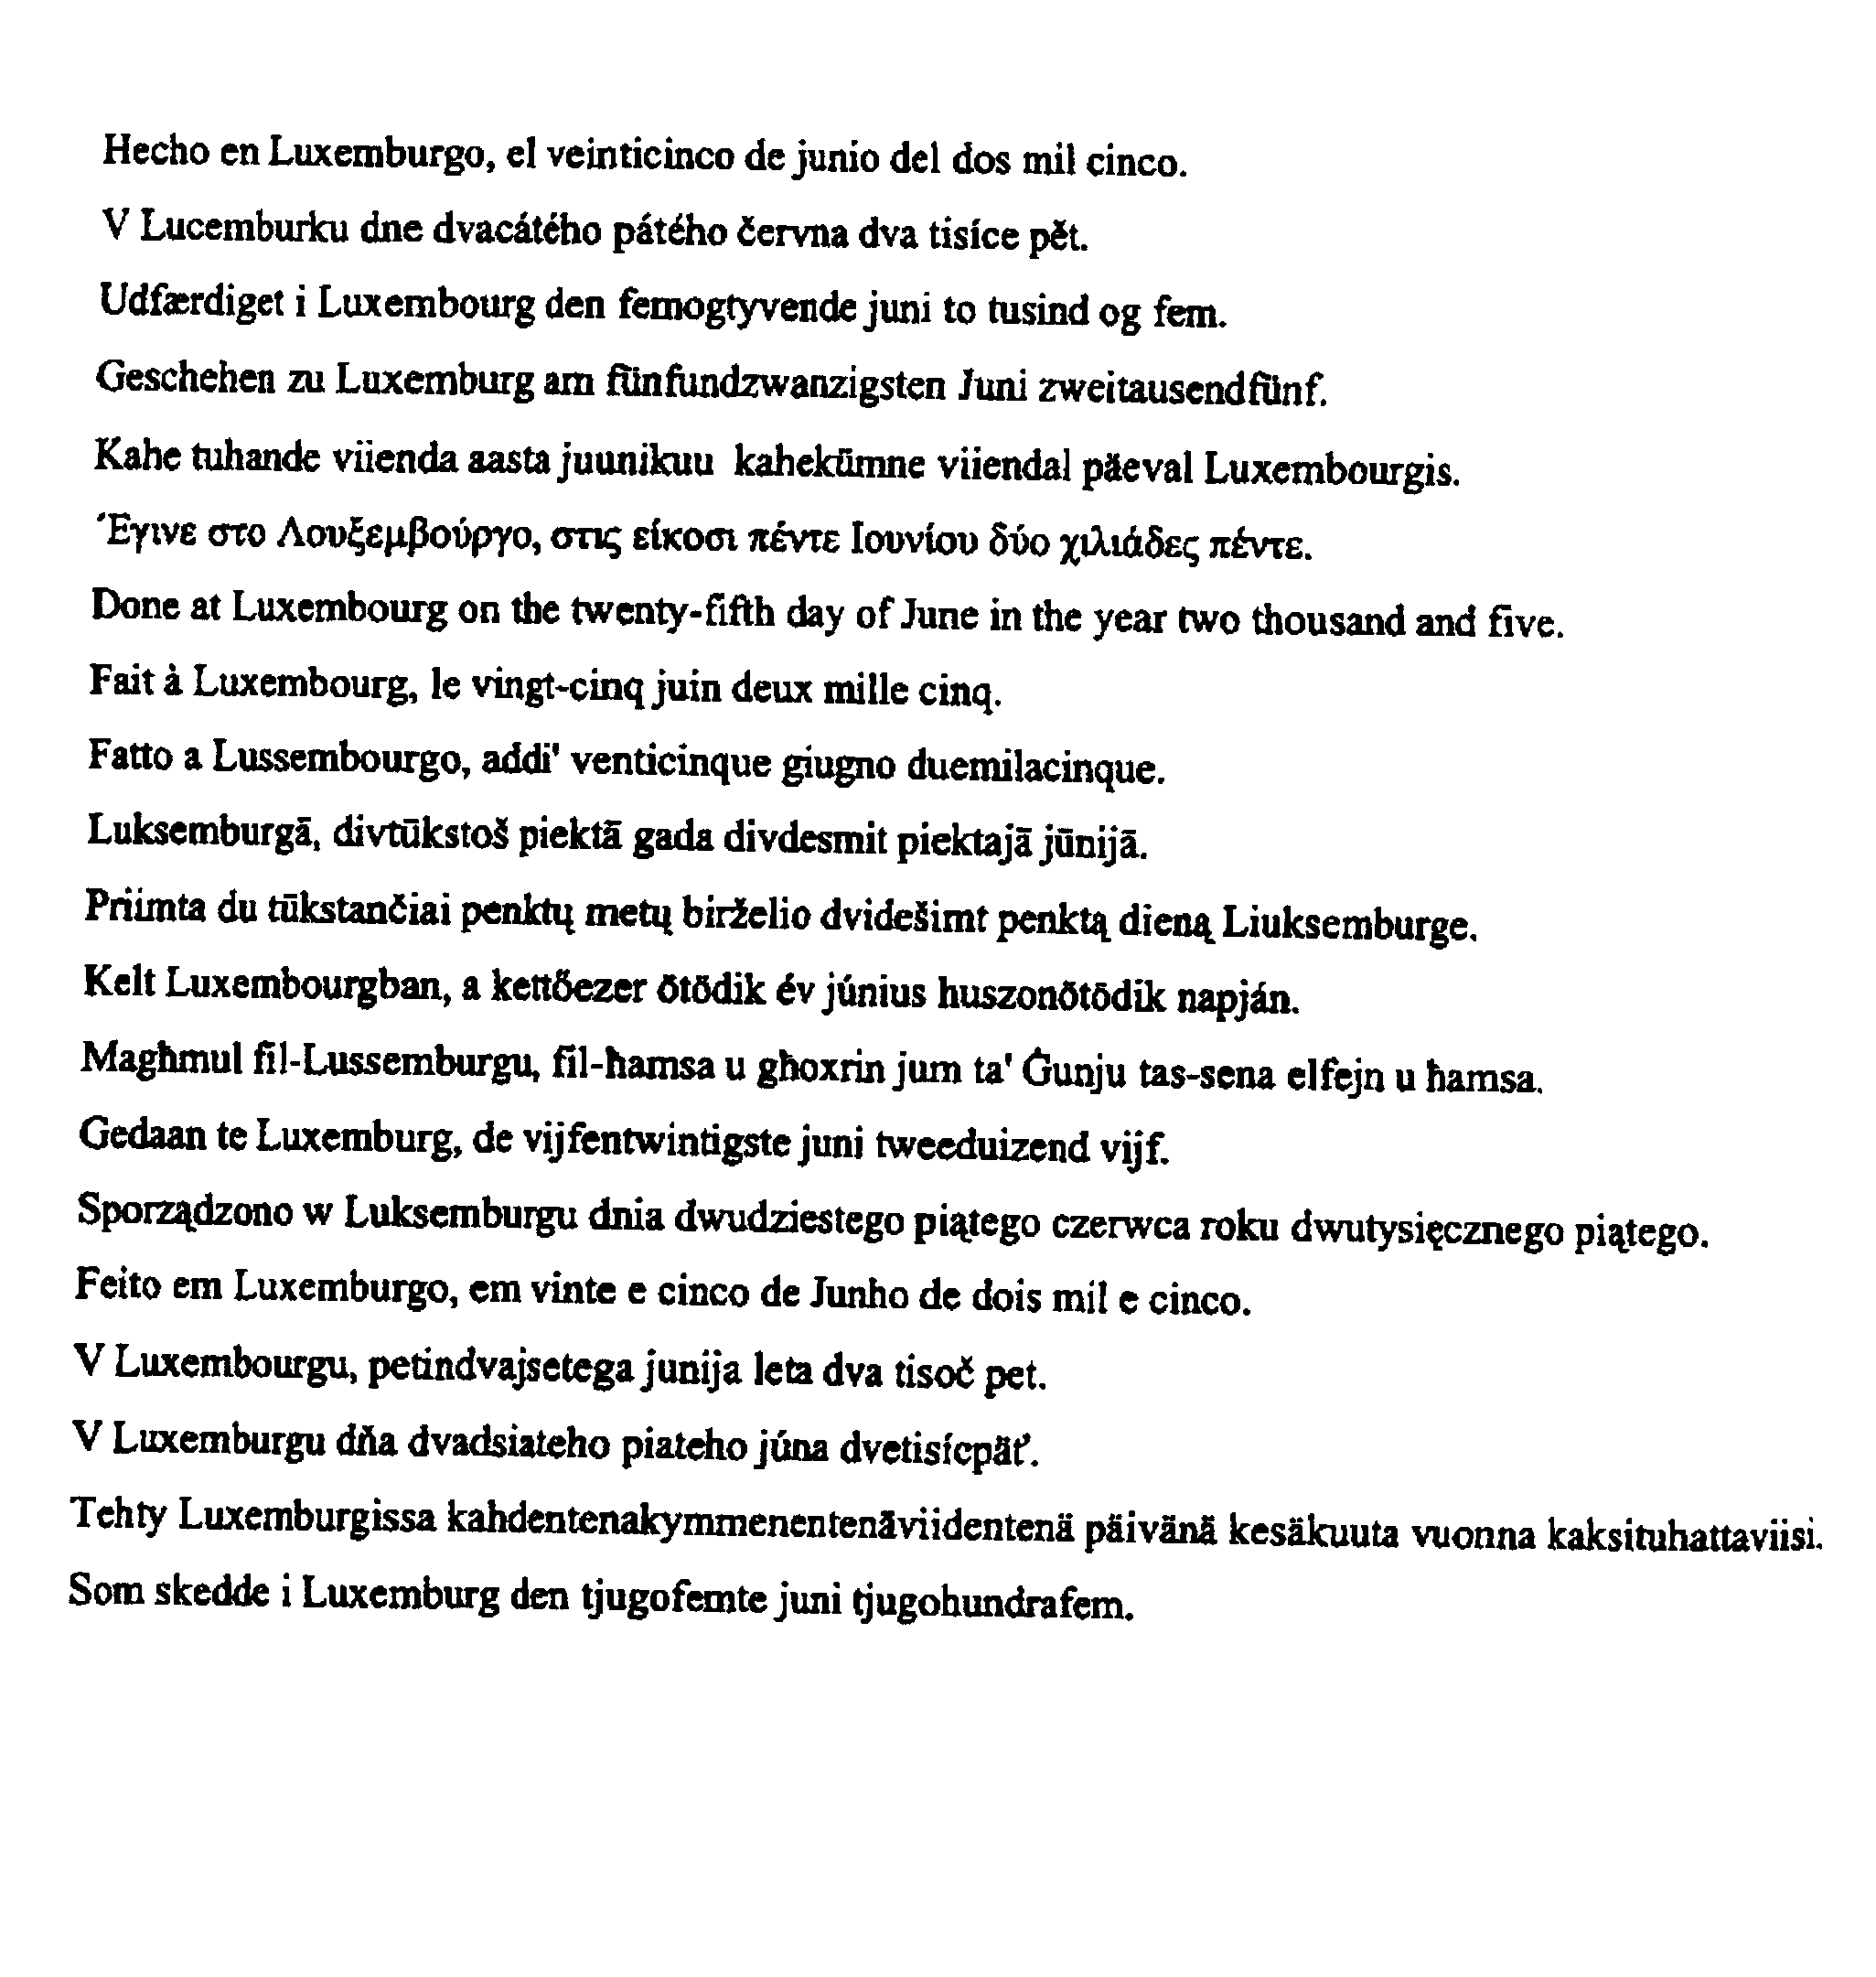 Hecho en Luxemburgo, el veinticinco de junio del dos mil cinco.
V Lucemburku dne dvacátého pátého června dva tisíce pět.
Udfærdiget i Luxembourg den femogtyvende juni to tusind og fem.
Geschehen zu Luxemburg am fünfundzwanzigsten Juni zweitausendfünf.
Kahe tuhande viienda aasta juunikuu kahekümne viiendal päeval Luxembourgis.
Έγινε στο Λουξεμβούργο, στις είκοσι πέντε Ιουνίου δύο χιλιάδες πέντε.
Done at Luxembourg on the twenty-fifth day of June in the year two thousand and five.
Fait à Luxembourg, le vingt-cinq juin deux mille cinq.
Fatto a Lussembourgo, addi' venticinque giugno duemilacinque.
Luksemburgā, divtūkstoš piektā gada divdesmit piektajā jūnijā.
Priimta du tūkstančiai penktų metų birželio dvidešimt penktą dieną Liuksemburge.
Kelt Luxembourgban, a kettőezer ötödik év június huszonötödik napján.
Magħmul fil-Lussemburgu, fil-ħamsa u għoxrin jum ta' Ġunju tas-sena elfejn u ħamsa.
Gedaan te Luxemburg, de vijfentwintigste juni tweeduizend vijf.
Sporządzono w Luksemburgu dnia dwudziestego piątego czerwca roku dwutysięcznego piątego.
Feito em Luxemburgo, em vinte e cinco de Junho de dois mil e cinco.
V Luxembourgu, petindvajsetega junija leta dva tisoč pet.
V Luxemburgu dňa dvadsiateho piateho júna dvetisícpäť.
Tehty Luxemburgissa kahdentenakymmenentenäviidentenä päivänä kesäkuuta vuonna kaksituhattaviisi.
Som skedde i Luxemburg den tjugofemte juni tjugohundrafem.